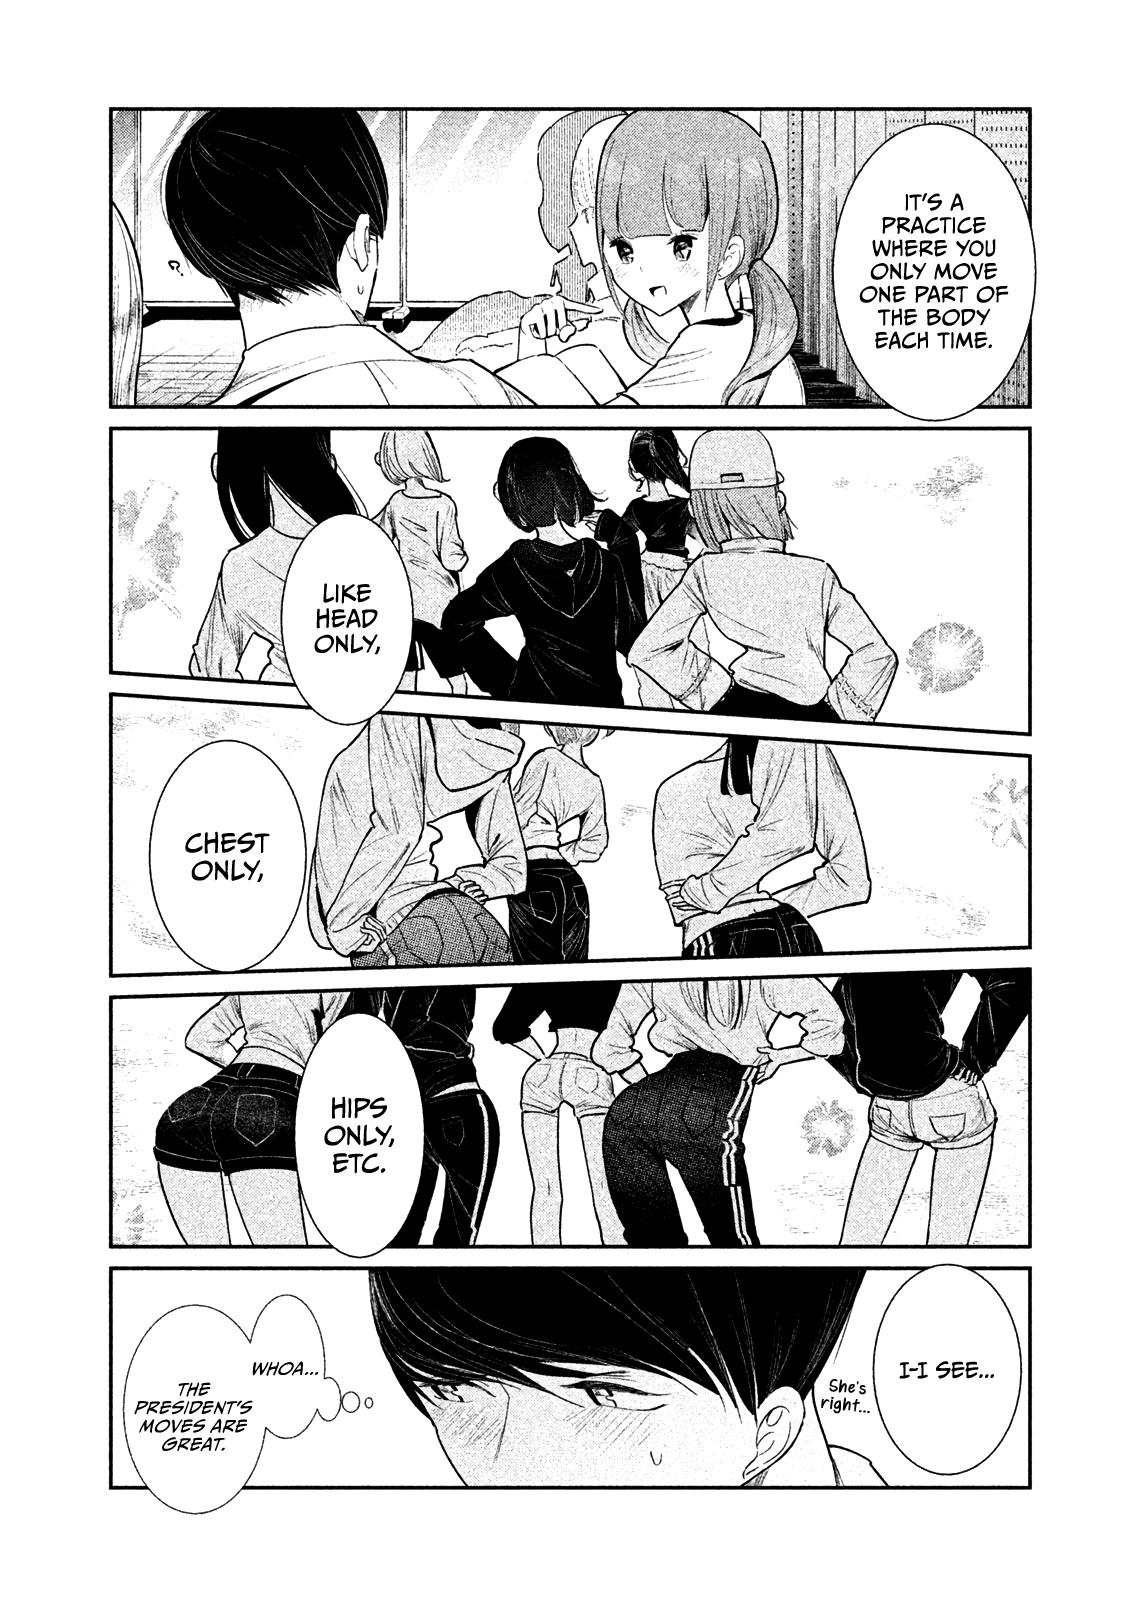 IT'S A
PRACTICE
WHERE YOU
ONLY MOVE
ONE PART OF
THE BODY
EACH TIME.
?
LIKE
HEAD
ONLY,
CHEST
ONLY,
HIPS
ONLY,
ETC.
I-I SEE...
She's
right...
WHOA...
THE
PRESIDENT'S
MOVES ARE
GREAT.